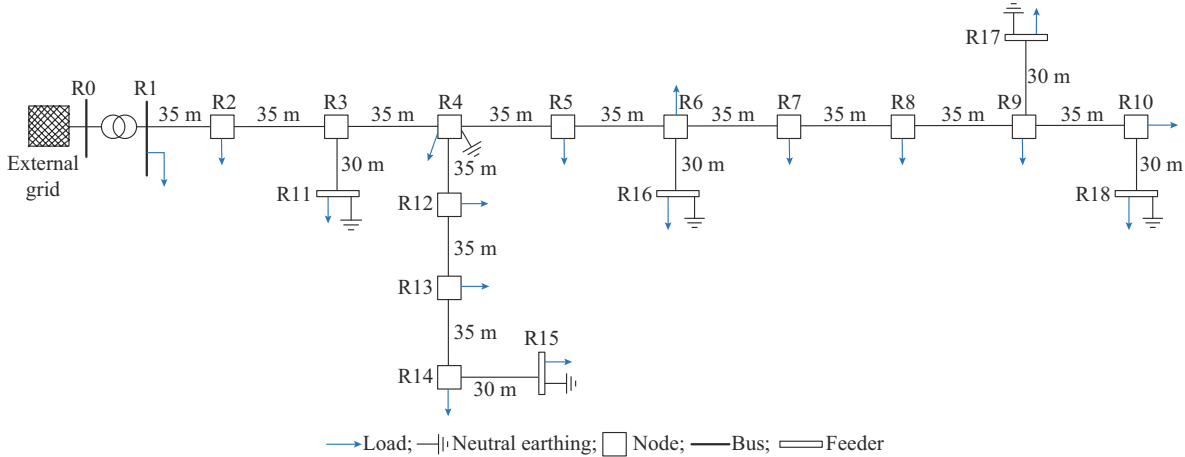 R17
30 m
R0
R1
35 m
R2
35 m
R3
35 m
R4
35 m
R5
35 m
R6
35 m
R7
35 m
R8
35 m
R9
35 m
R10
External
grid
30 m
R11
35 m
R12
30 m
R16
30 m
R18
35 m
R13
35 m
R14
30 m
R15
Load; Neutral earthing; Node; Bus; Feeder